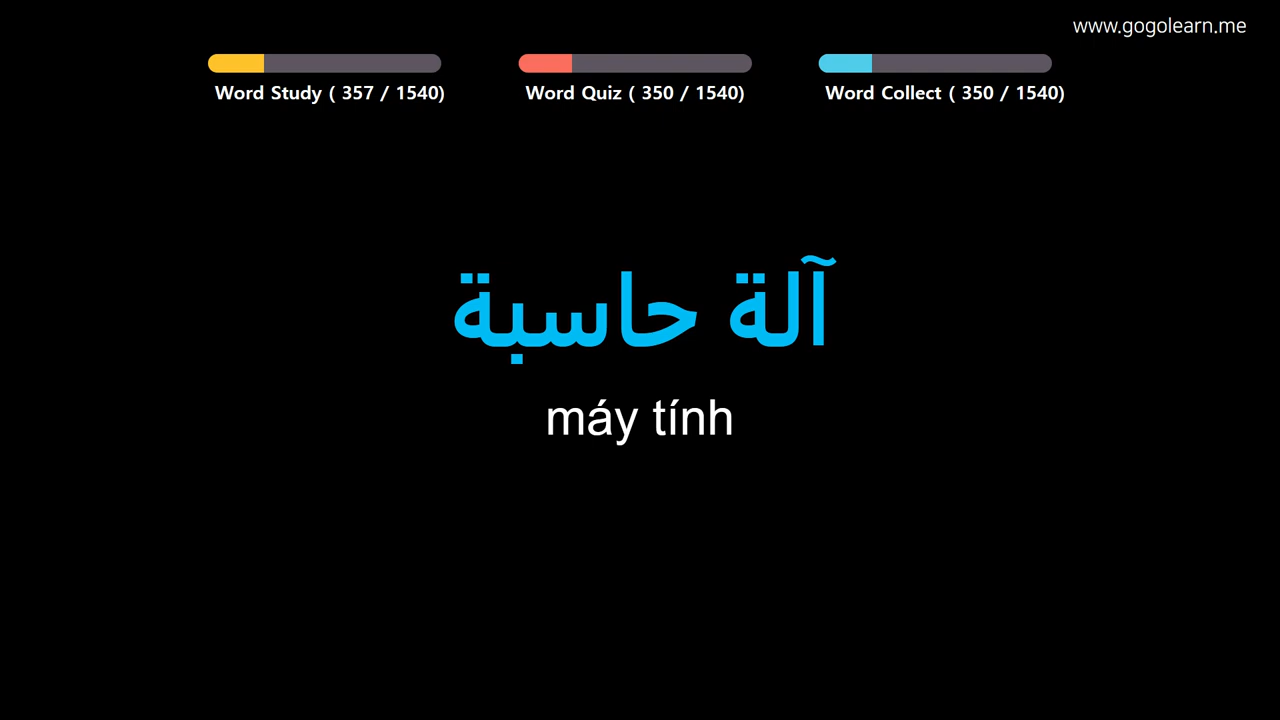 www.gogolearn.me
Word Study ( 357 / 1540)
Word Quiz ( 350 / 1540)
Word Collect ( 350 / 1540)
آلة حاسبة
máy tính